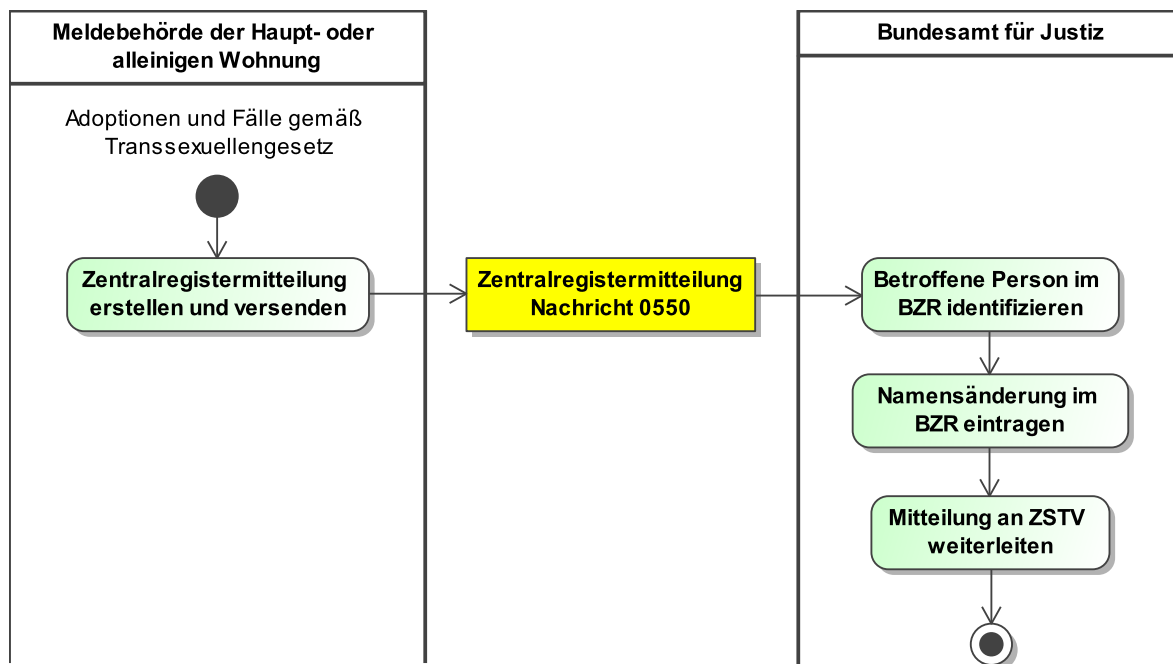 Meldebehörde der Haupt- oder
alleinigen Wohnung
Bundesamt für Justiz
Adoptionen und Fälle gemäß
Transsexuellengesetz
Zentralregistermitteilung
erstellen und versenden
Zentralregistermitteilung
Nachricht 0550
Betroffene Person im
BZR identifizieren
Namensänderung im
BZR eintragen
Mitteilung an ZSTV
weiterleiten